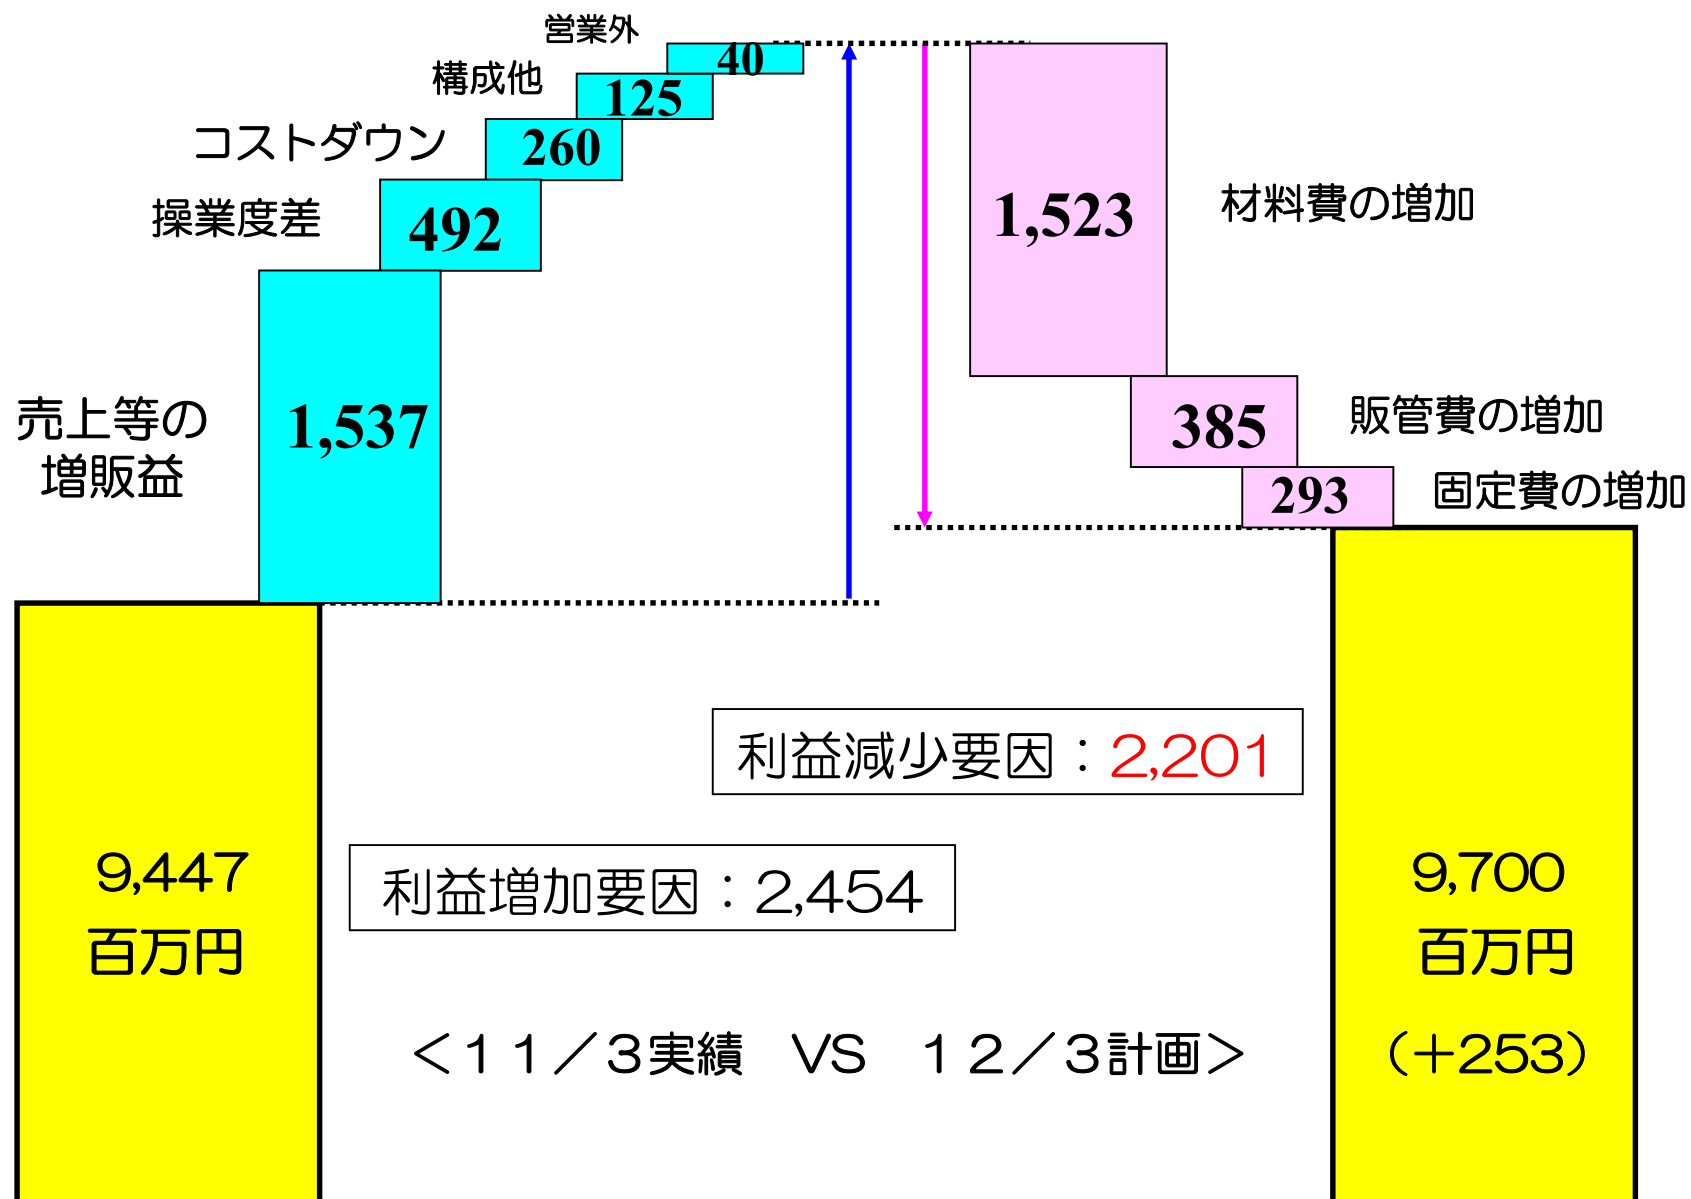 営業外
40
構成他
125
コストダウン
260
操業度差
492
売上等の
増販益
1,537
1,523
材料費の増加
385
販管費の増加
293
固定費の増加
利益減少要因：2,201
利益増加要因：2,454
9,447
百万円
9,700
百万円
（＋253）
＜１１／３実績　VS　１２／３計画＞